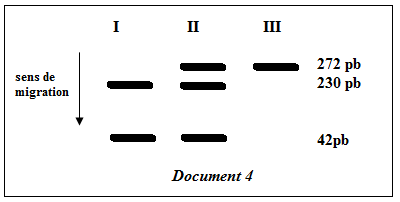 I II III
272 pb
sens de
migration
230 pb
42pb
Document 4